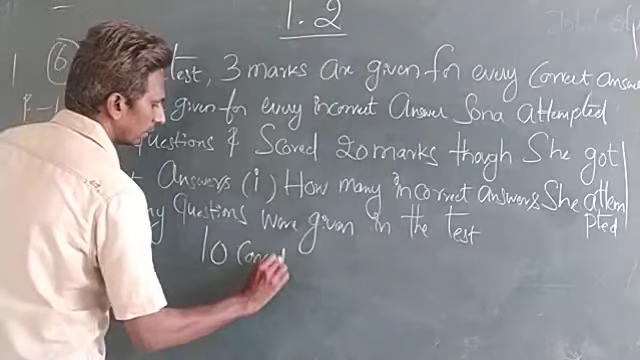 1.2
6 test, 3 marks are given for every correct answer
given for every incorrect Answer Sona attempted
Questions & Scored 20 marks though She got
Answers (i) How many incorrect answers She attempted
ny Questions were given in the test
10 Corre